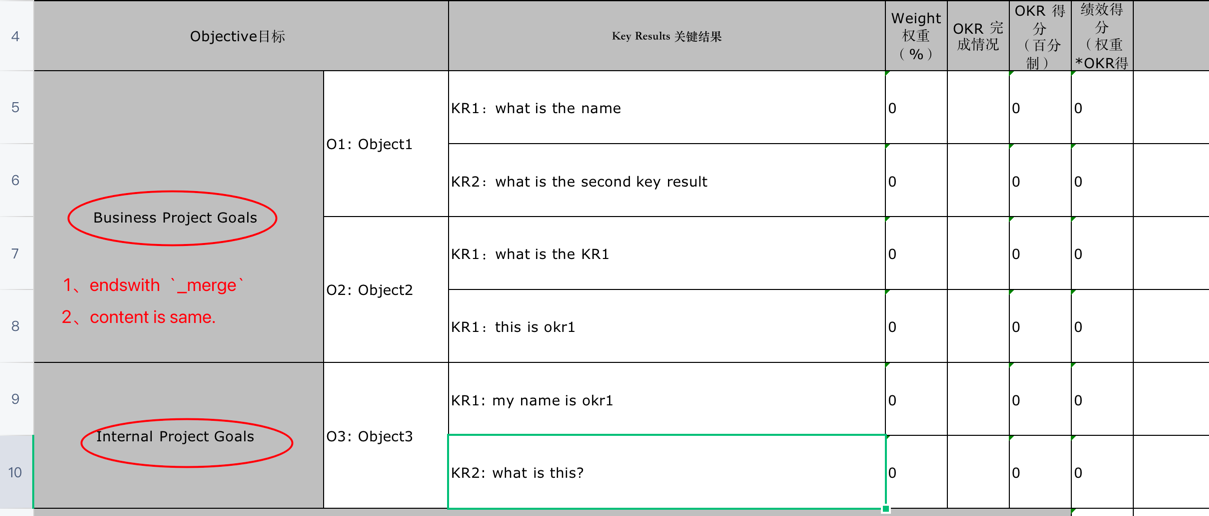 4
Objective目标
Key Results 关键结果
Weight
权重
（%）
OKR 完
成情况
OKR 得
分
（百分
制）
绩效得
分
（权重
*OKR得
5
Business Project Goals
1、endswith `_merge`
2、content is same.
O1: Object1
KR1：what is the name
0
0
0
6
KR2：what is the second key result
0
0
0
7
O2: Object2
KR1：what is the KR1
0
0
0
8
KR1：this is okr1
0
0
0
9
Internal Project Goals
O3: Object3
KR1: my name is okr1
0
0
0
10
KR2: what is this?
0
0
0